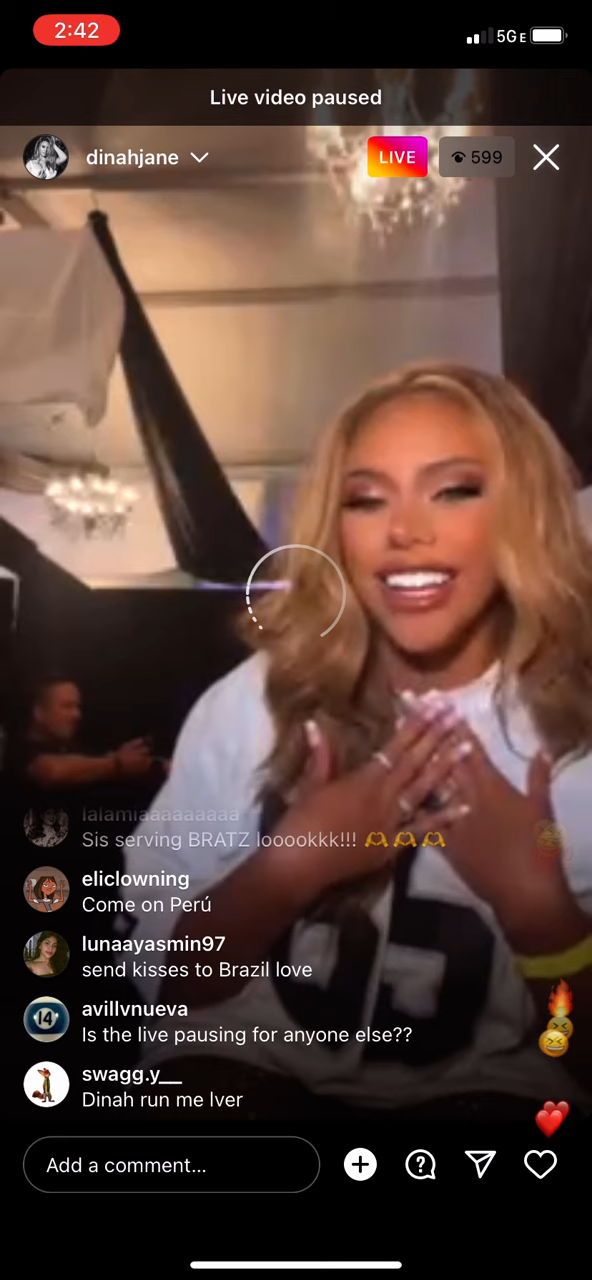 2:42
5GE
Live video paused
dinahjane
LIVE
599
lalamiaaaaaaaaa
Sis serving BRATZ looookkk!!! 🫶🫶🫶
eliclowning
Come on Perú
lunaayasmin97
send kisses to Brazil love
14
avillvnueva
Is the live pausing for anyone else??
swagg.y__
Dinah run me lver
Add a comment...